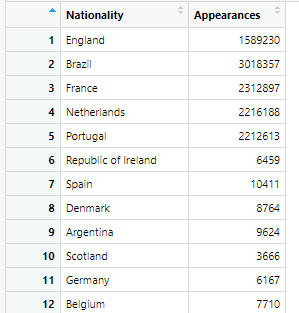 Nationality Appearances
1 England 1589230
2 Brazil 3018357
3 France 2312897
4 Netherlands 2216188
5 Portugal 2212613
6 Republic of Ireland 6459
7 Spain 10411
8 Denmark 8764
9 Argentina 9624
10 Scotland 3666
11 Germany 6167
12 Belgium 7710